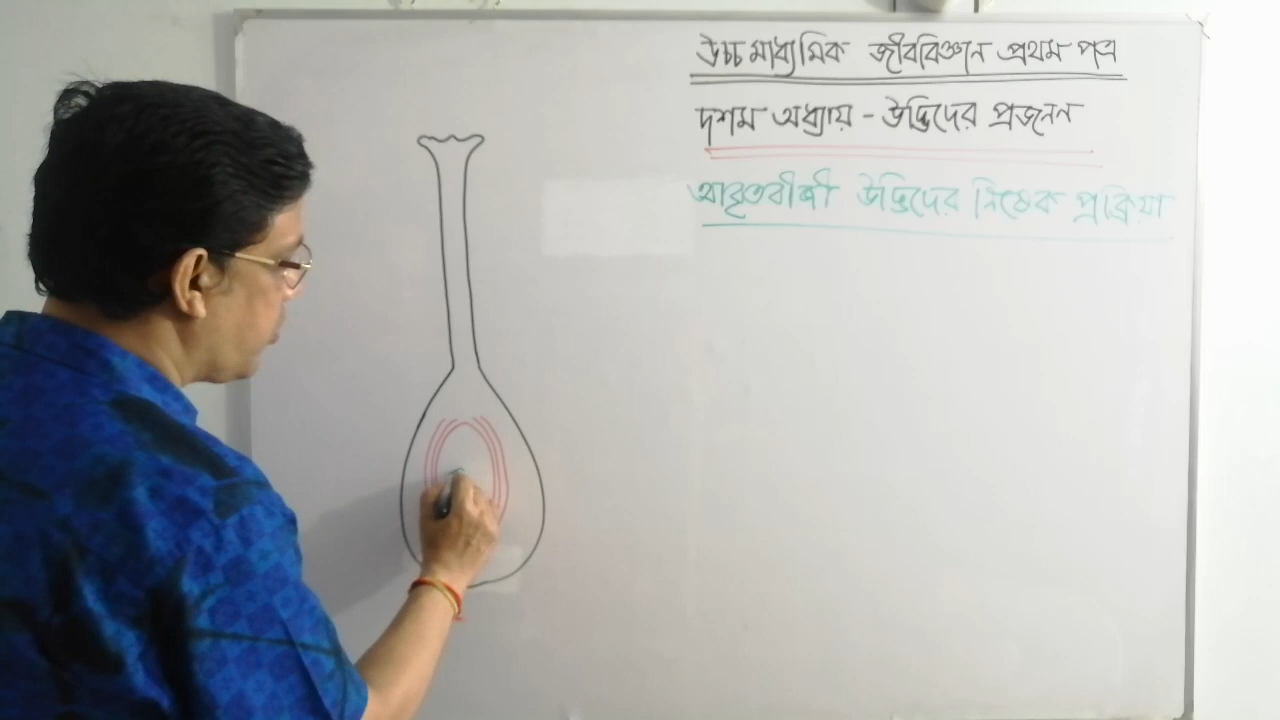 উচ্চ মাধ্যমিক জীববিজ্ঞান প্রথম পত্র
দশম অধ্যায় - উদ্ভিদের প্রজনন
আবৃতবীজী উদ্ভিদের নিষেক প্রক্রিয়া